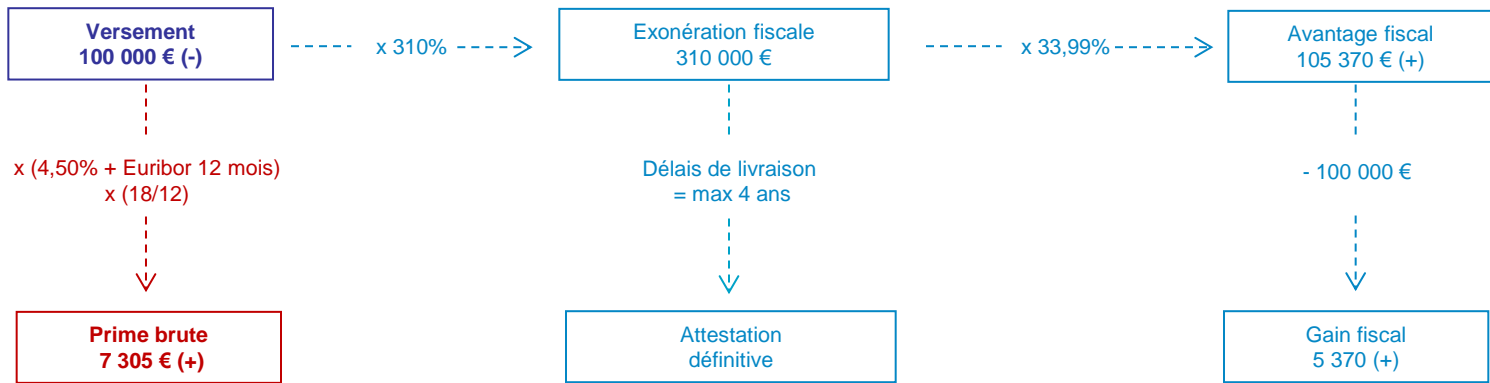 Versement
100 000 € (-)
x 310%
Exonération fiscale
310 000 €
x 33,99%
Avantage fiscal
105 370 € (+)
x (4,50% + Euribor 12 mois)
x (18/12)
Délais de livraison
= max 4 ans
- 100 000 €
Prime brute
7 305 € (+)
Attestation
définitive
Gain fiscal
5 370 (+)